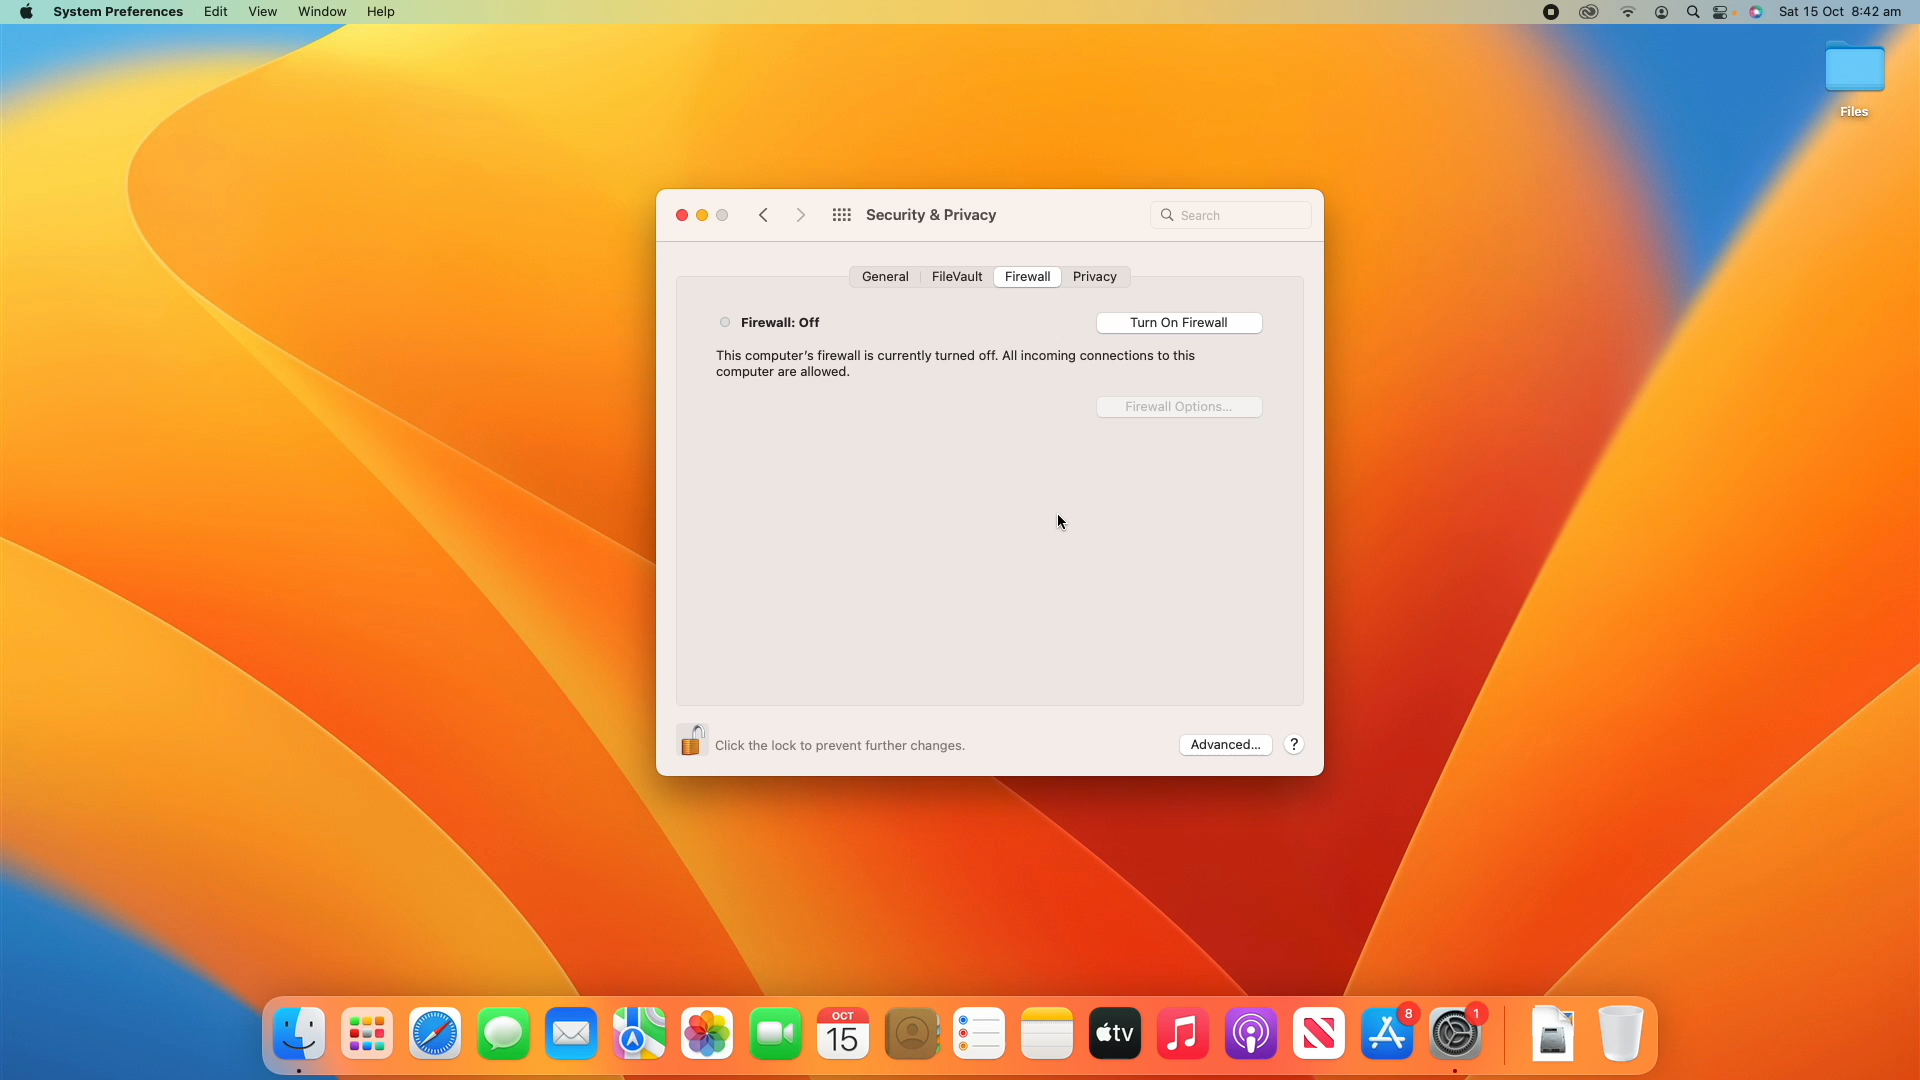 System Preferences Edit View Window Help
Sat 15 Oct 8:42 am
Files
Security & Privacy
Search
General FileVault Firewall Privacy
Firewall: Off
Turn On Firewall
This computer's firewall is currently turned off. All incoming connections to this
computer are allowed.
Firewall Options...
Click the lock to prevent further changes.
Advanced...
?
OCT
15
tv
8
1